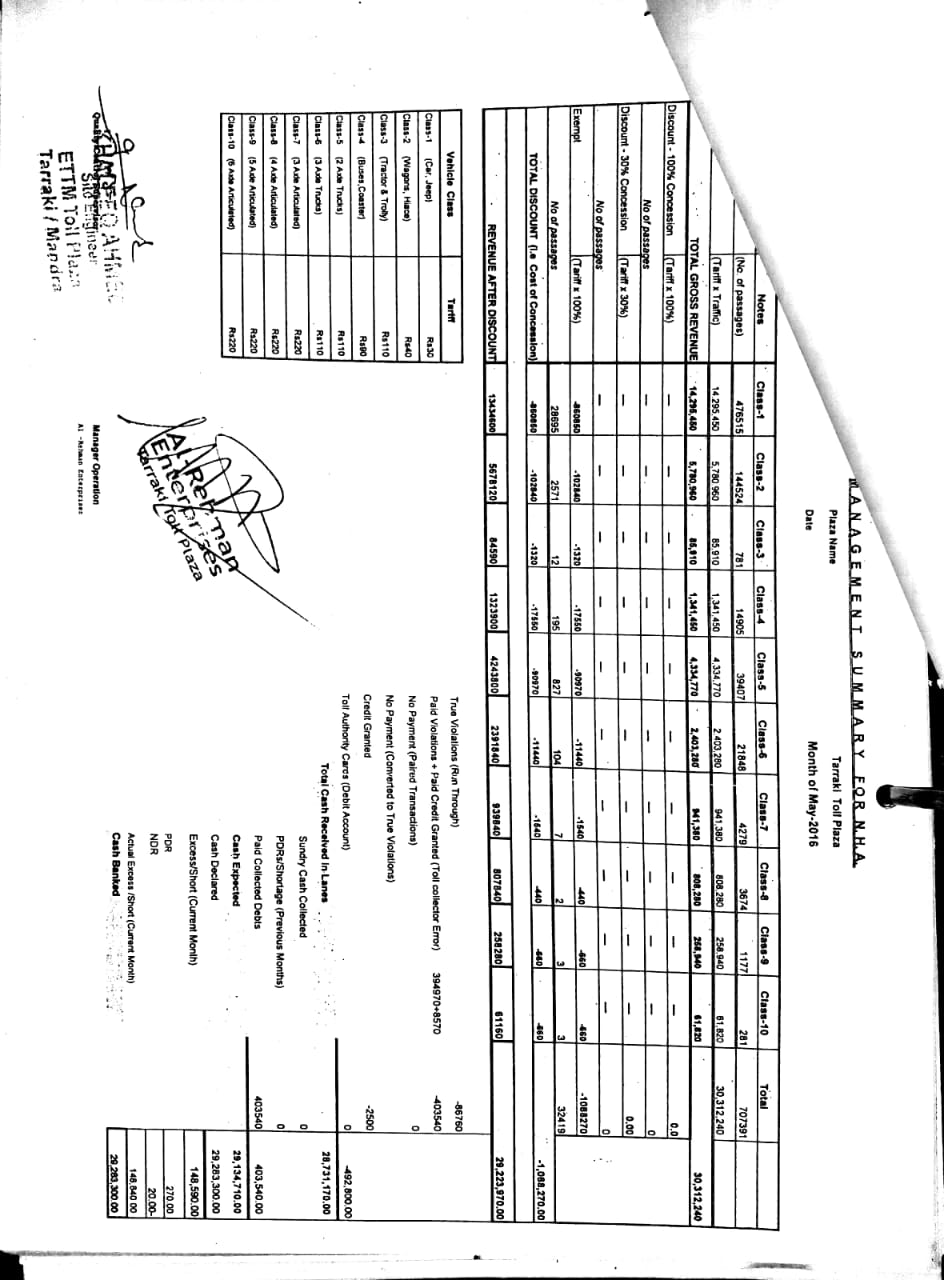 MANAGEMENT SUMMARY FOR N.H.A.
Plaza Name Tarraki Toll Plaza
Date Month of May-2016
Notes Class-1 Class-2 Class-3 Class-4 Class-5 Class-6 Class-7 Class-8 Class-9 Class-10 Total
(No. of passages) 476515 144524 781 14905 39407 21848 4279 3674 1177 281 707391
(Tariff x Traffic) 14,295,450 5,780,960 85,910 1,341,450 4,334,770 2,403,280 941,380 808,280 258,940 61,820 30,312,240
TOTAL GROSS REVENUE 14,295,450 5,780,960 85,910 1,341,450 4,334,770 2,403,280 941,380 808,280 258,940 61,820 30,312,240
Discount - 100% Concession (Tariff x 100%) — — — — — — — — — — 0.0
No of passages — — — — — — — — — — 0
Discount - 30% Concession (Tariff x 30%) — — — — — — — — — — 0.00
No of passages — — — — — — — — — — 0
Exempt (Tariff x 100%) -860850 -102840 -1320 -17550 -90970 -11440 -1540 -440 -660 -660 -1088270
No of passages 28695 2571 12 195 827 104 7 2 3 3 32419
TOTAL DISCOUNT (i.e Cost of Concession) -860850 -102840 -1320 -17550 -90970 -11440 -1540 -440 -660 -660 -1,088,270.00
REVENUE AFTER DISCOUNT 13434600 5678120 84590 1323900 4243800 2391840 939840 807840 258280 61160 29,223,970.00
Vehicle Class Tariff
Class-1 (Car, Jeep) Rs30
Class-2 (Wagons, Hiace) Rs40
Class-3 (Tractor & Trolly) Rs110
Class-4 (Buses,Coaster) Rs90
Class-5 (2 Axle Trucks) Rs110
Class-6 (3 Axle Trucks) Rs110
Class-7 (3 Axle Articulated) Rs220
Class-8 (4 Axle Articulated) Rs220
Class-9 (5 Axle Articulated) Rs220
Class-10 (6 Axle Articulated) Rs220
True Violations (Run Through) -86760
Paid Violations + Paid Credit Granted (Toll collector Error) 394970+8570 -403540
No Payment (Paired Transactions) 0
No Payment (Converted to True Violations)
Credit Granted -2500
Toll Authority Cards (Debit Account) 0 -492,800.00
Total Cash Received in Lanes 28,731,170.00
Sundry Cash Collected 0
PDRs/Shortage (Previous Months) 0
Paid Collected Debts 403540 403,540.00
Cash Expected 29,134,710.00
Cash Declared 29,283,300.00
Excess/Short (Current Month) 148,590.00
PDR 270.00
NDR 20.00-
Actual Excess /Short (Current Month) 148,840.00
Cash Banked 29,283,300.00
AHMED
Site Engineer
ETTM Toll Plaza
Tarraki / Mandra
Al Rehman
Enterprises
Tarraki Toll Plaza
Manager Operation
Al -Rehman Enterprises